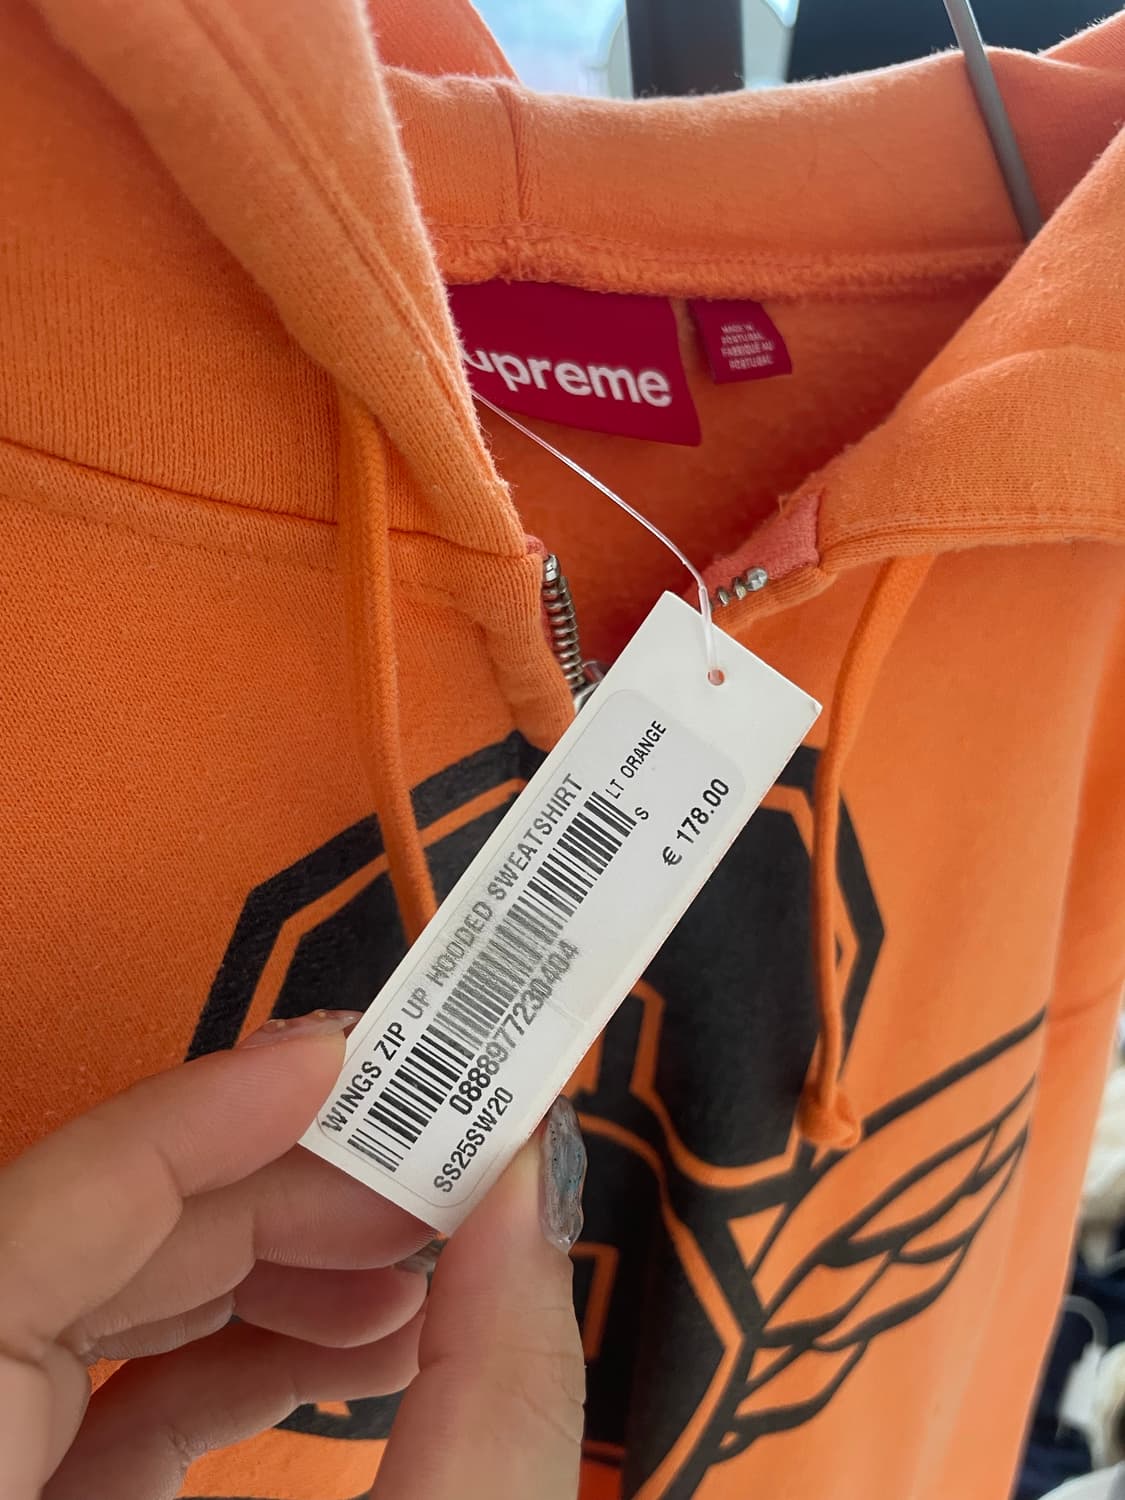 upreme
MADE IN
PORTUGAL
FABRIQUÉ AU
PORTUGAL
WINGS ZIP UP HOODED SWEATSHIRT
LT ORANGE
S
0888977230404
SS25SW20
€ 178.00